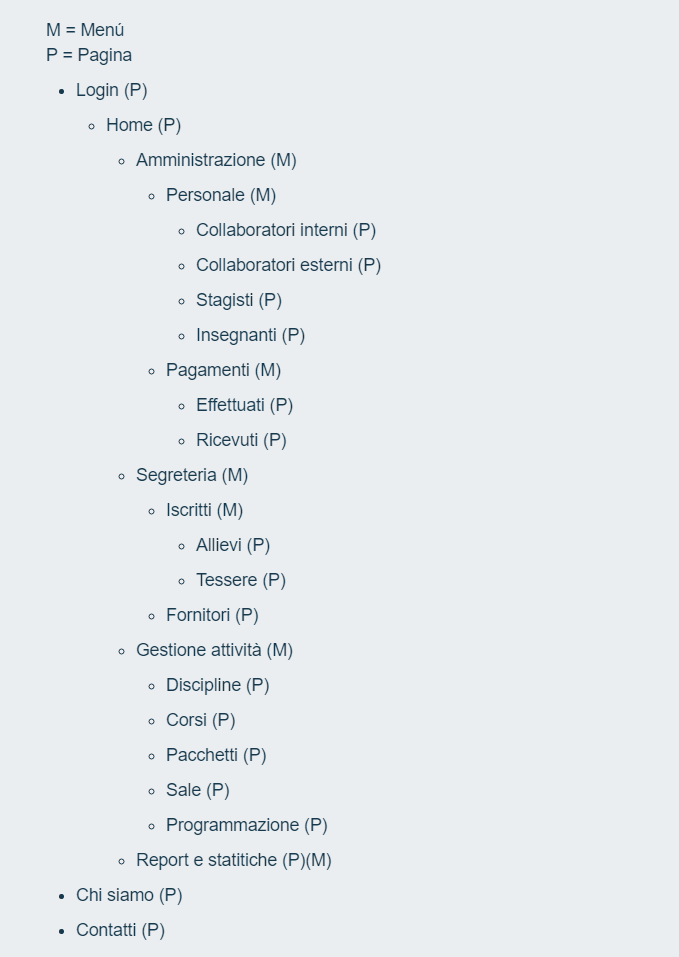 M = Menú
P = Pagina
Login (P)
Home (P)
Amministrazione (M)
Personale (M)
Collaboratori interni (P)
Collaboratori esterni (P)
Stagisti (P)
Insegnanti (P)
Pagamenti (M)
Effettuati (P)
Ricevuti (P)
Segreteria (M)
Iscritti (M)
Allievi (P)
Tessere (P)
Fornitori (P)
Gestione attività (M)
Discipline (P)
Corsi (P)
Pacchetti (P)
Sale (P)
Programmazione (P)
Report e statitiche (P)(M)
Chi siamo (P)
Contatti (P)